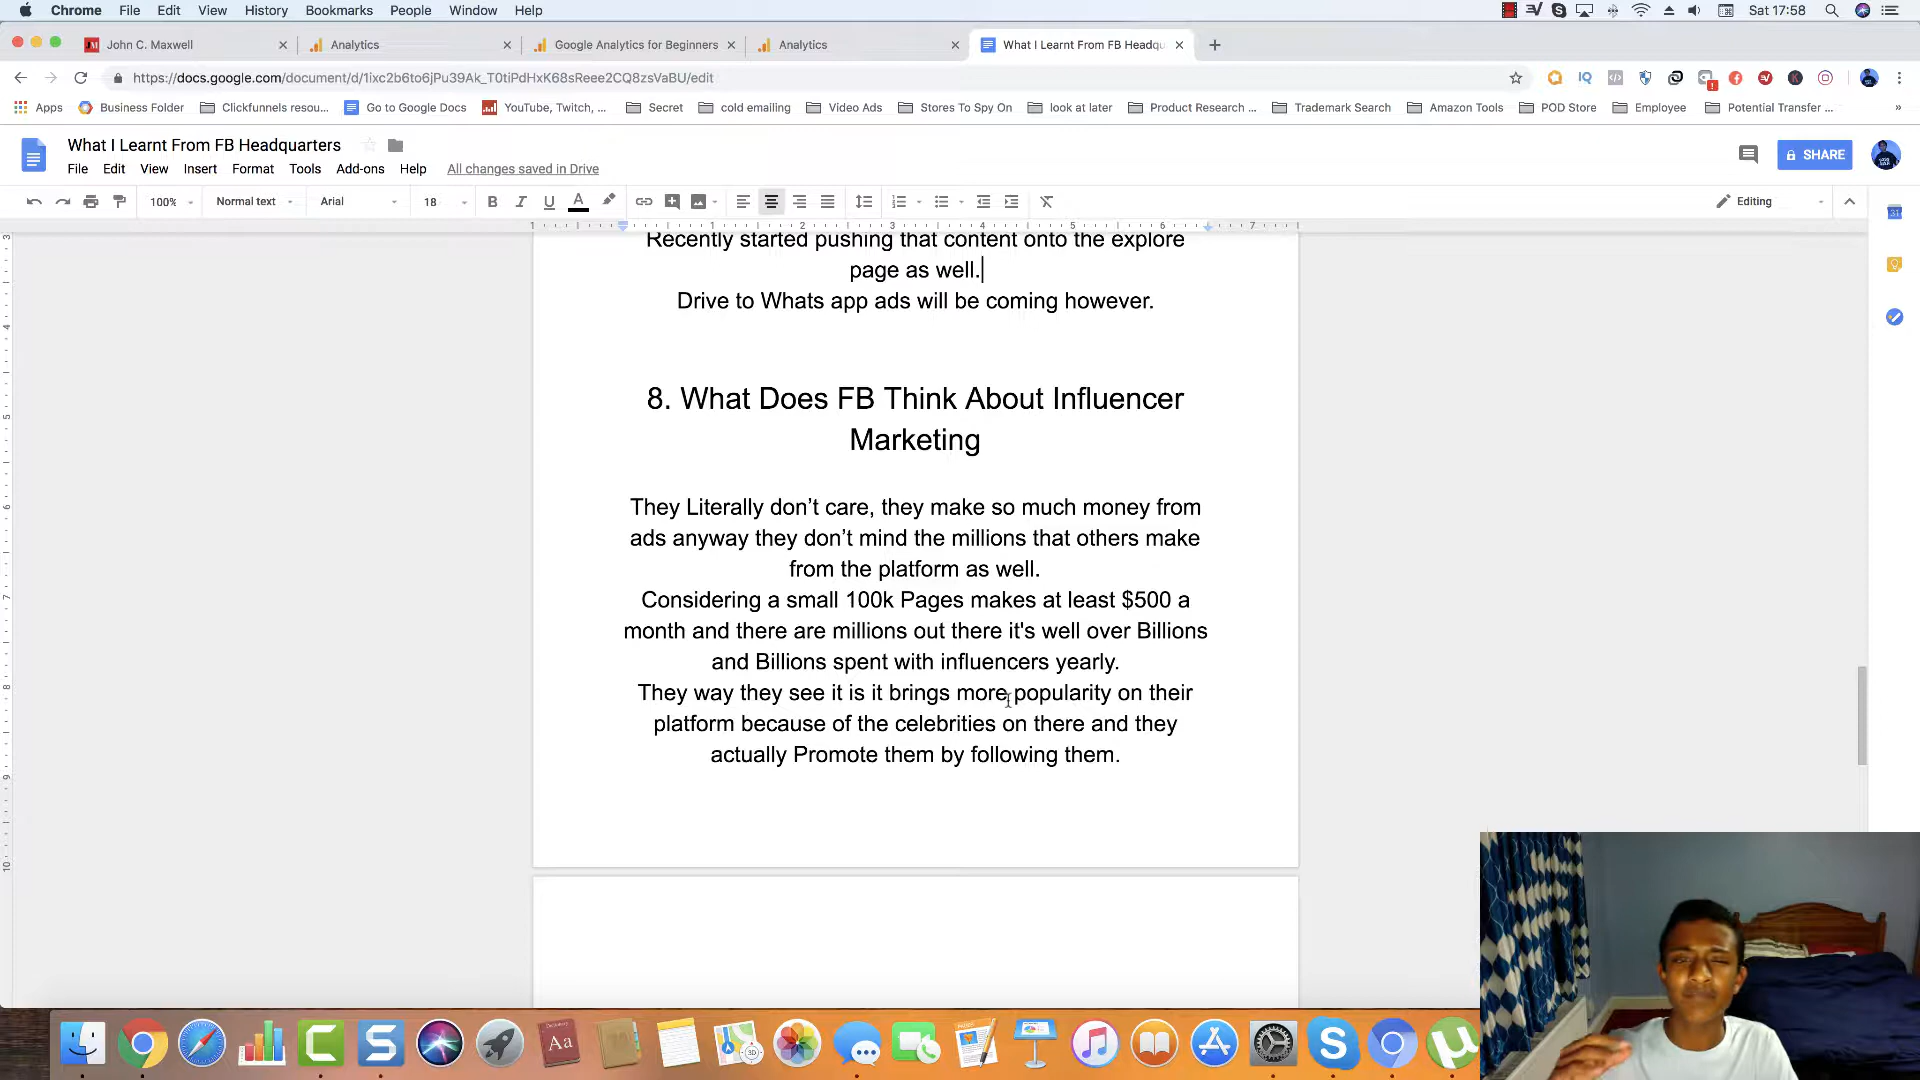 Chrome File Edit View History Bookmarks People Window Help Sat 17:58
John C. Maxwell Analytics Google Analytics for Beginners Analytics What I Learnt From FB Headqu
https://docs.google.com/document/d/1ixc2b6to6jPu39Ak_T0tiPdHxK68sReee2CQ8zsVaBU/edit
Apps Business Folder Clickfunnels resou... Go to Google Docs YouTube, Twitch, ... Secret cold emailing Video Ads Stores To Spy On look at later Product Research ... Trademark Search Amazon Tools POD Store Employee Potential Transfer ... »
What I Learnt From FB Headquarters
SHARE
File Edit View Insert Format Tools Add-ons Help All changes saved in Drive
100% Normal text Arial 18 B I U A Editing
1 1 2 3 4 5 6 7
Recently started pushing that content onto the explore
page as well.
Drive to Whats app ads will be coming however.
8. What Does FB Think About Influencer
Marketing
They Literally don’t care, they make so much money from
ads anyway they don’t mind the millions that others make
from the platform as well.
Considering a small 100k Pages makes at least $500 a
month and there are millions out there it's well over Billions
and Billions spent with influencers yearly.
They way they see it is it brings more popularity on their
platform because of the celebrities on there and they
actually Promote them by following them.